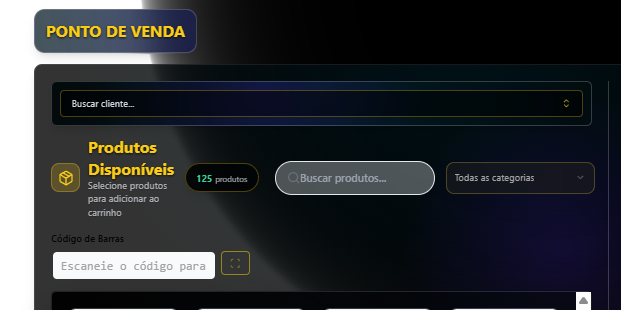 PONTO DE VENDA
Buscar cliente...
Produtos
Disponíveis
Selecione produtos
para adicionar ao
carrinho
125 produtos
Buscar produtos...
Todas as categorias
Código de Barras
Escaneie o código para